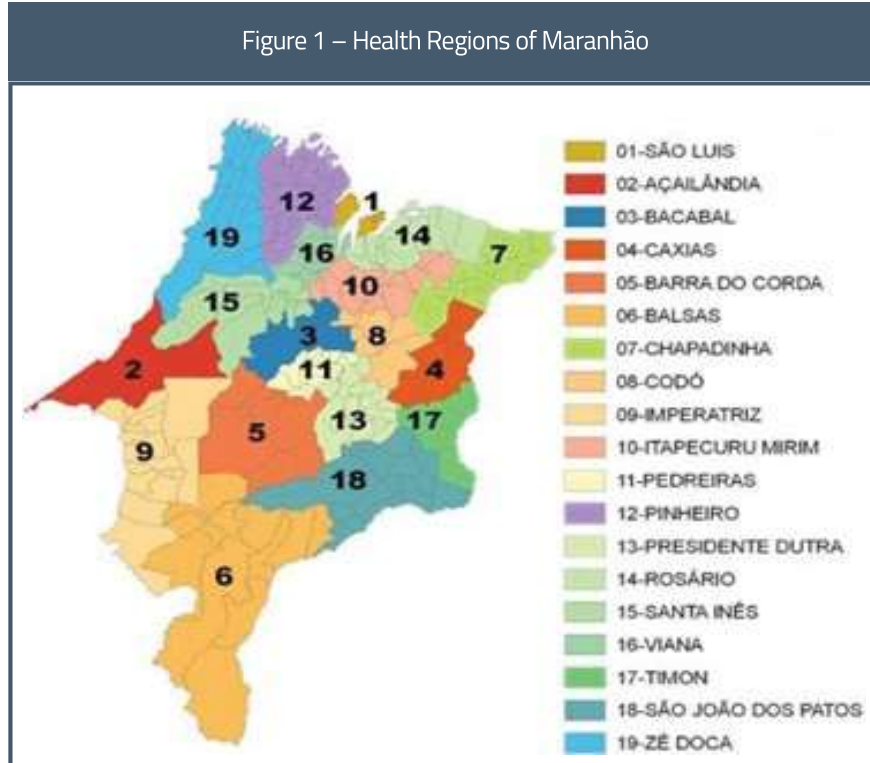 Figure 1 – Health Regions of Maranhão
1
12
14
19
16
7
10
15
3
8
2
11
4
13
17
5
9
18
6
01-SÃO LUIS
02-AÇAILÂNDIA
03-BACABAL
04-CAXIAS
05-BARRA DO CORDA
06-BALSAS
07-CHAPADINHA
08-CODÓ
09-IMPERATRIZ
10-ITAPECURU MIRIM
11-PEDREIRAS
12-PINHEIRO
13-PRESIDENTE DUTRA
14-ROSÁRIO
15-SANTA INÊS
16-VIANA
17-TIMON
18-SÃO JOÃO DOS PATOS
19-ZÉ DOCA